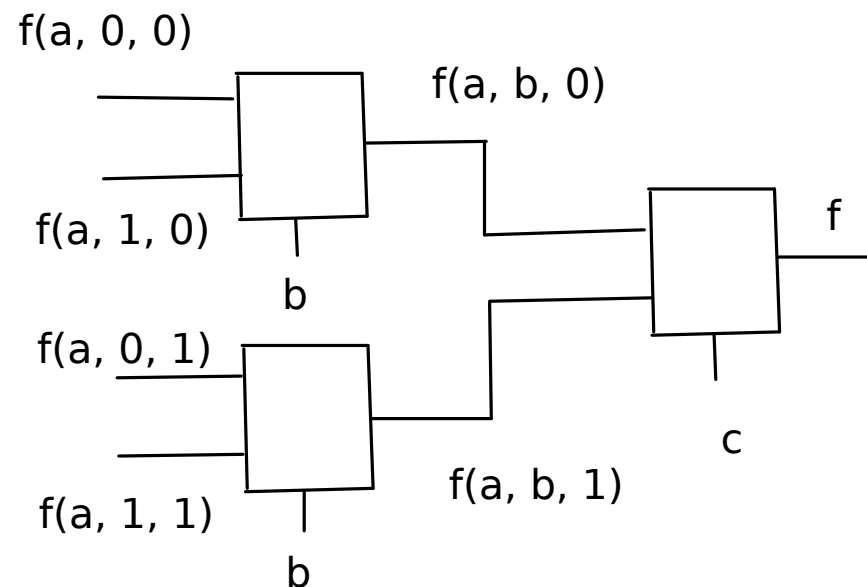 f(a, 0, 0)
f(a, b, 0)
f(a, 1, 0)
f
b
f(a, 0, 1)
c
f(a, b, 1)
f(a, 1, 1)
b